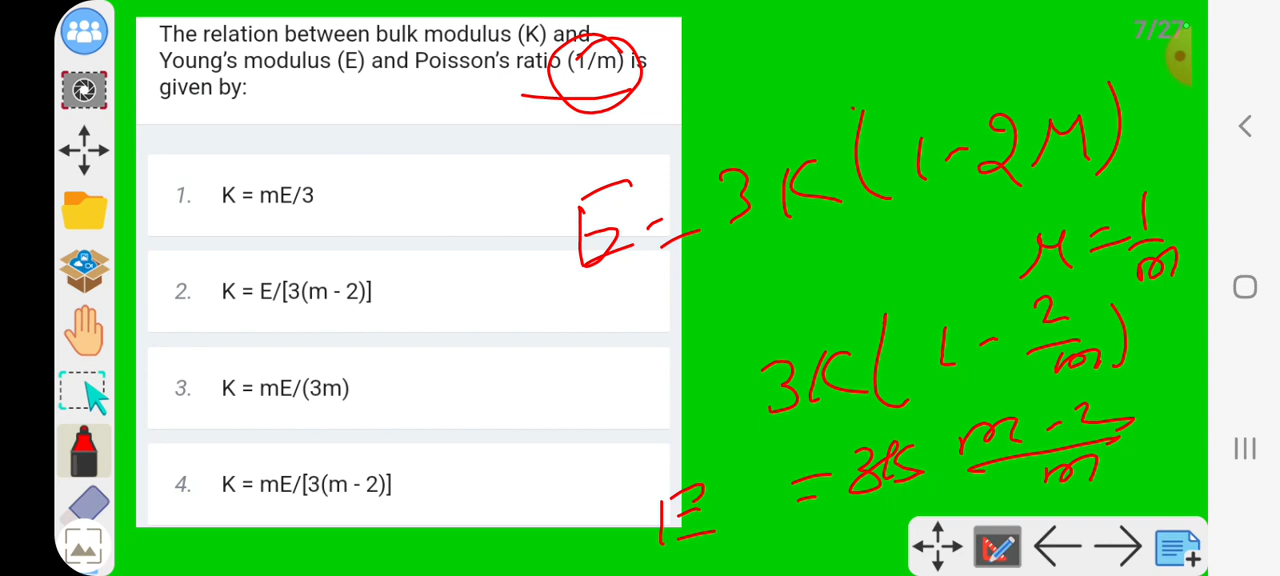 7/27
The relation between bulk modulus (K) and
Young's modulus (E) and Poisson's ratio (1/m) is
given by:
1. K = mE/3
2. K = E/[3(m - 2)]
3. K = mE/(3m)
4. K = mE/[3(m - 2)]
E = 3K(1-2μ)
μ = 1/m
3K(1 - 2/m)
E = 3K m-2/m